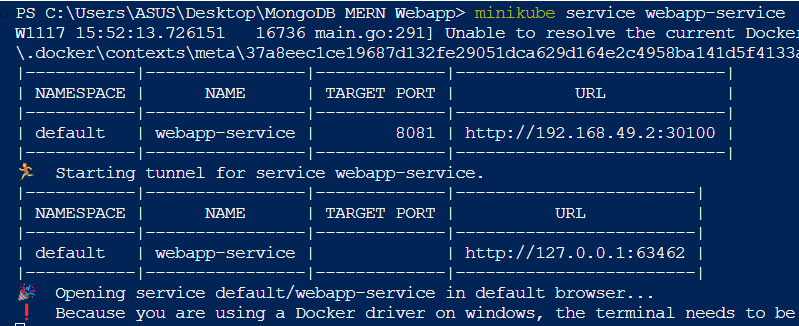 PS C:\Users\ASUS\Desktop\MongoDB MERN Webapp> minikube service webapp-service
W1117 15:52:13.726151   16736 main.go:291] Unable to resolve the current Docker
\.docker\contexts\meta\37a8eec1ce19687d132fe29051dca629d164e2c4958ba141d5f4133a
|-----------|----------------|-------------|---------------------------|
| NAMESPACE |      NAME      | TARGET PORT |            URL            |
|-----------|----------------|-------------|---------------------------|
| default   | webapp-service |        8081 | http://192.168.49.2:30100 |
|-----------|----------------|-------------|---------------------------|
🏃  Starting tunnel for service webapp-service.
|-----------|----------------|-------------|------------------------|
| NAMESPACE |      NAME      | TARGET PORT |          URL           |
|-----------|----------------|-------------|------------------------|
| default   | webapp-service |             | http://127.0.0.1:63462 |
|-----------|----------------|-------------|------------------------|
🎉  Opening service default/webapp-service in default browser...
❗  Because you are using a Docker driver on windows, the terminal needs to be